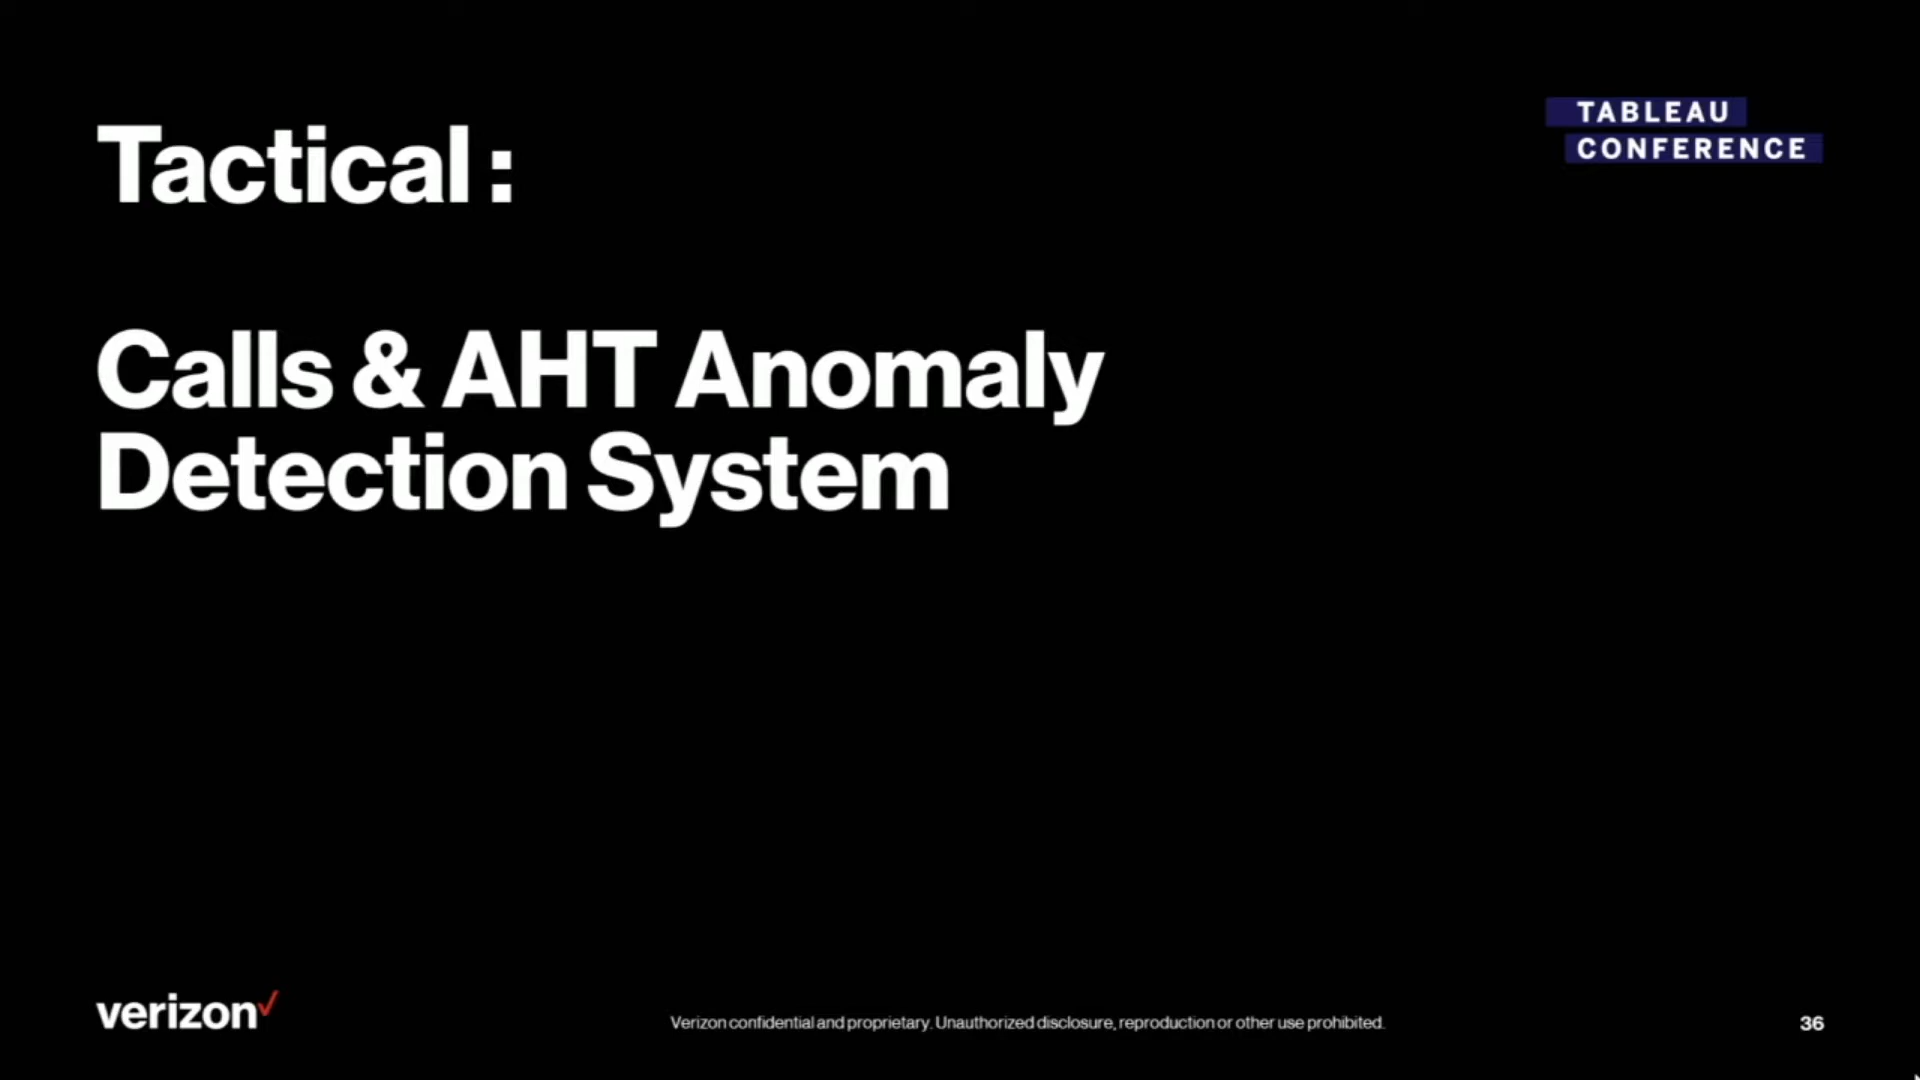 TABLEAU
CONFERENCE
Tactical :
Calls & AHT Anomaly
Detection System
verizon
Verizon confidential and proprietary. Unauthorized disclosure, reproduction or other use prohibited.
36